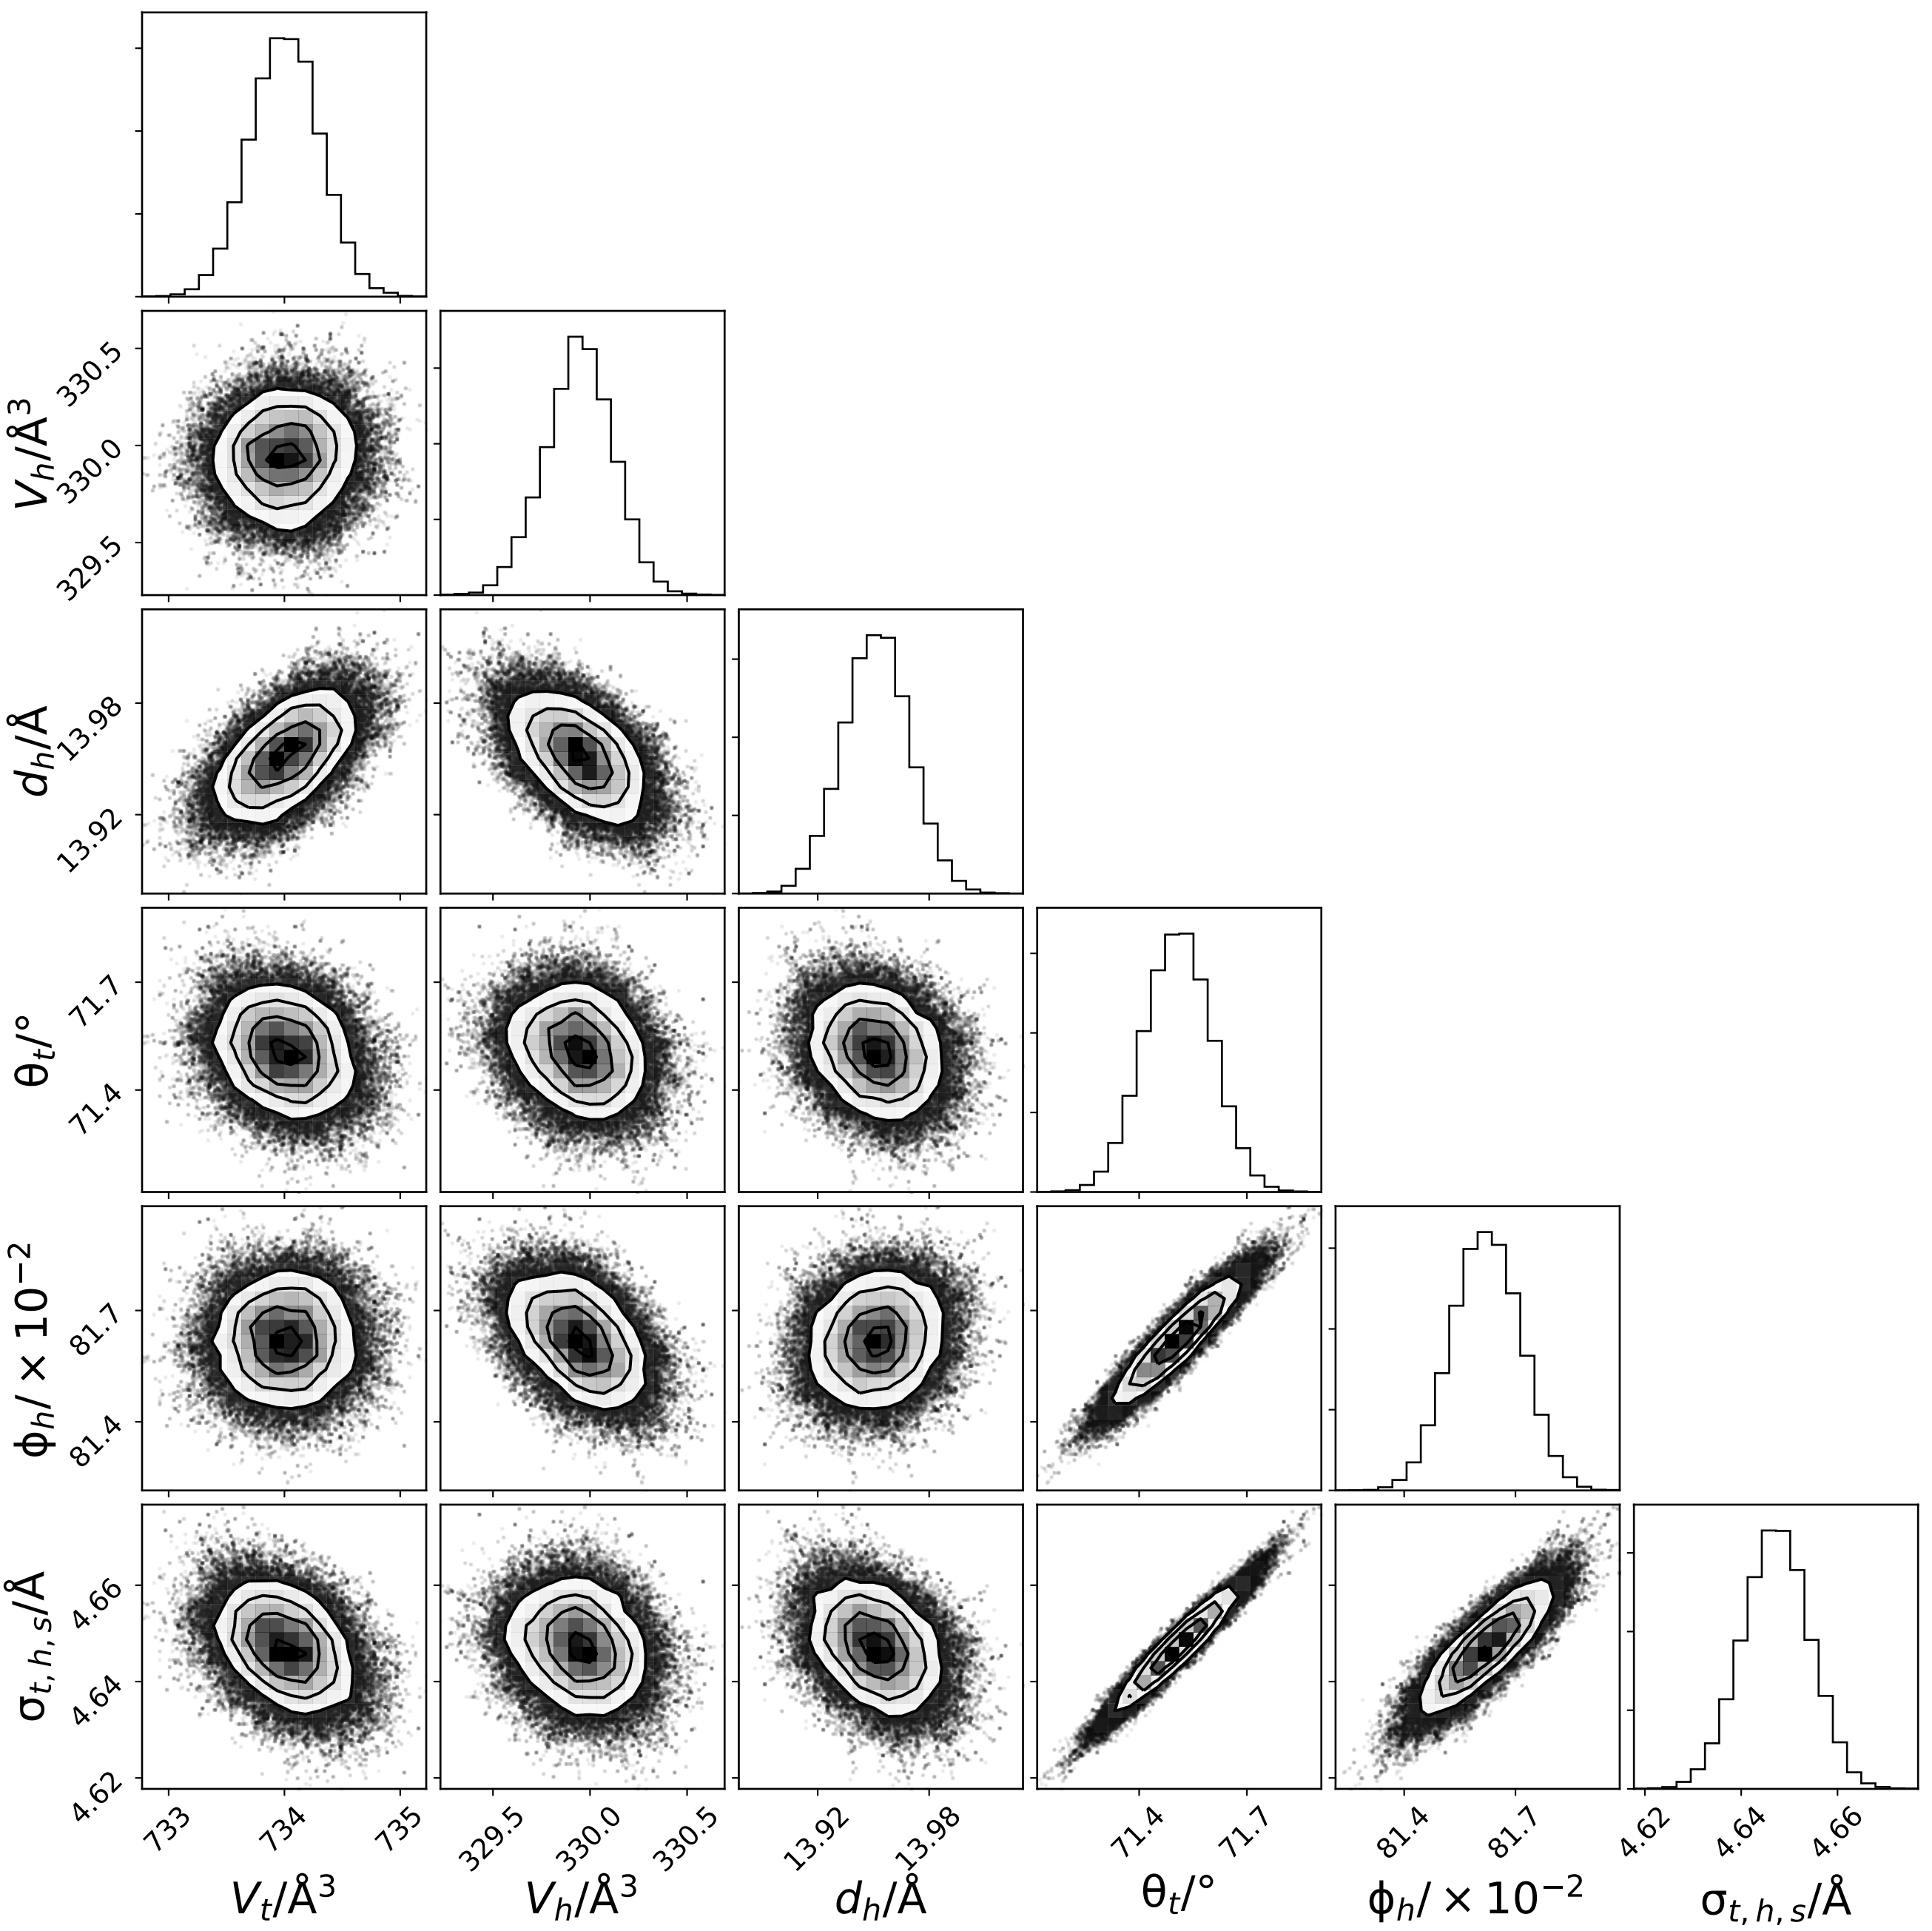 V_h/Å^3
330.5
330.0
329.5
d_h/Å
13.98
13.92
θ_t/°
71.7
71.4
ϕ_h/ × 10^−2
81.7
81.4
σ_{t, h, s}/Å
4.66
4.64
4.62
733 734 735 329.5 330.0 330.5 13.92 13.98 71.4 71.7 81.4 81.7 4.62 4.64 4.66
V_t/Å^3 V_h/Å^3 d_h/Å θ_t/° ϕ_h/ × 10^−2 σ_{t, h, s}/Å